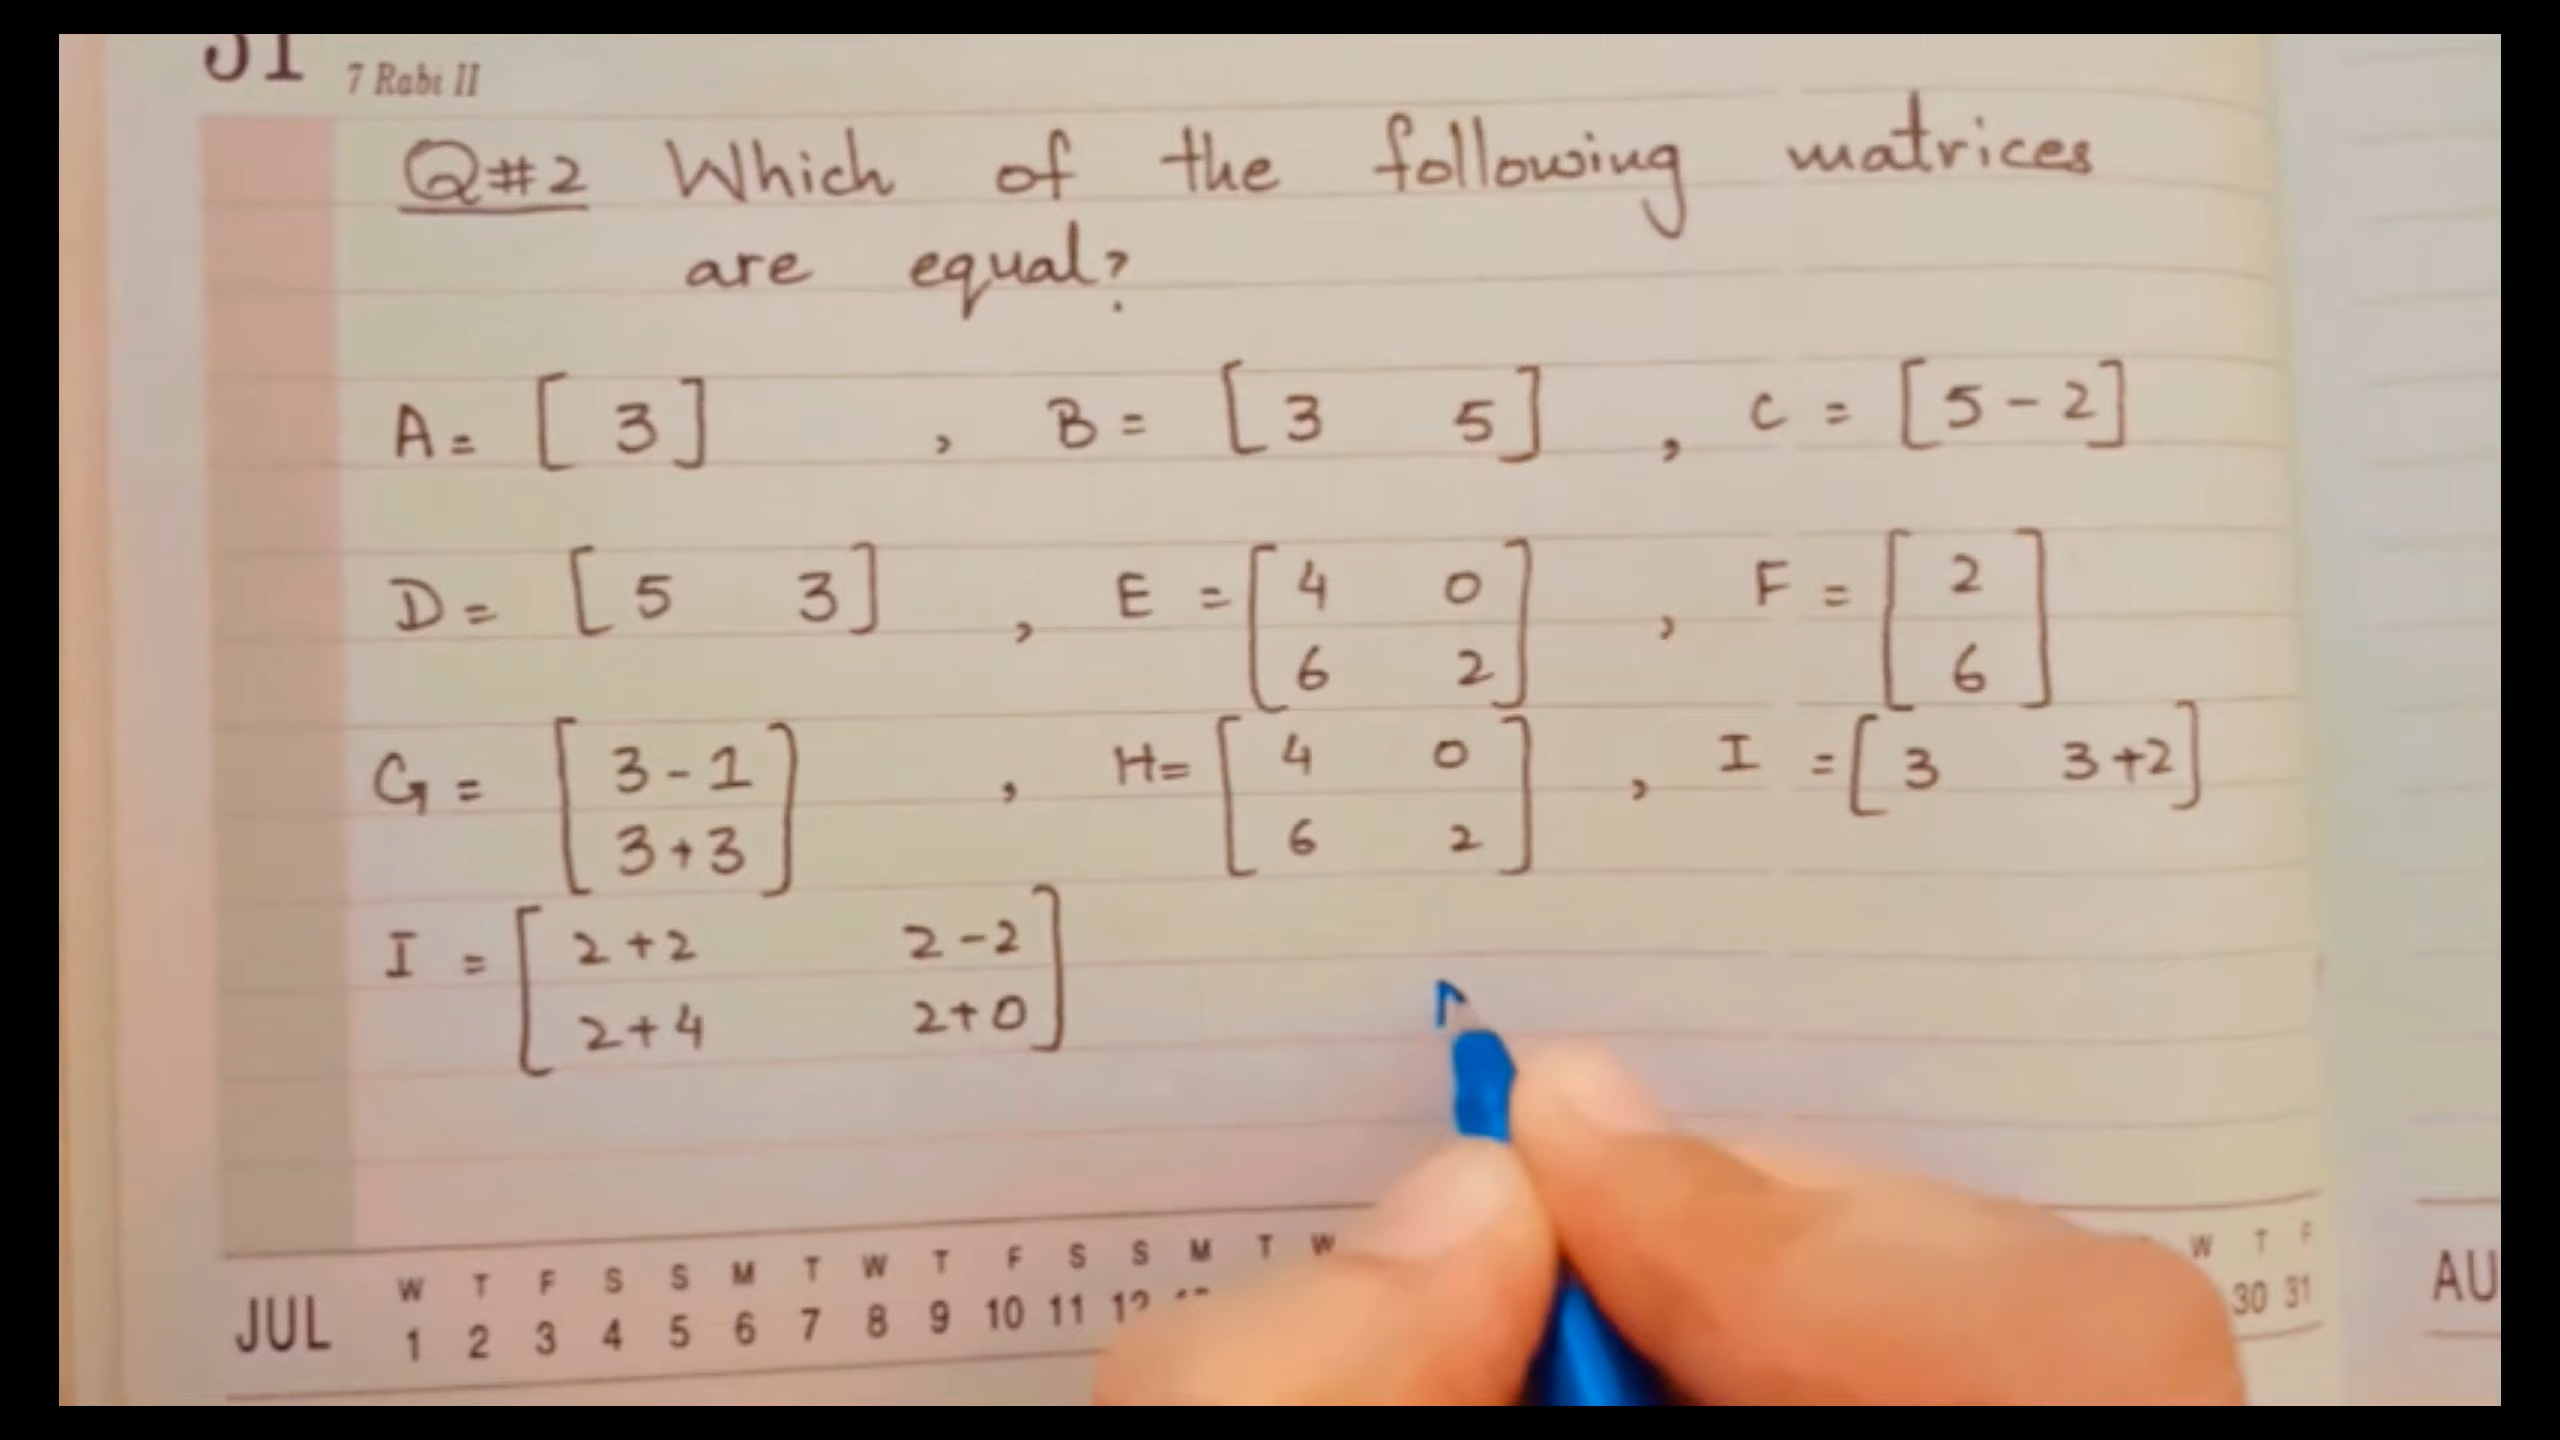 31 7 Rabi II
Q#2 Which of the following matrices
are equal?
A = [ 3 ] , B = [ 3 5 ] , C = [ 5 - 2 ]
D = [ 5 3 ] , E = [ 4 0 , F = [ 2
6 2 ] 6 ]
G = [ 3 - 1 , H = [ 4 0 , I = [ 3 3 + 2 ]
3 + 3 ] 6 2 ]
I = [ 2 + 2 2 - 2
2 + 4 2 + 0 ]
W T F S S M T W T F S S M T W W T F
JUL 1 2 3 4 5 6 7 8 9 10 11 12 30 31 AU